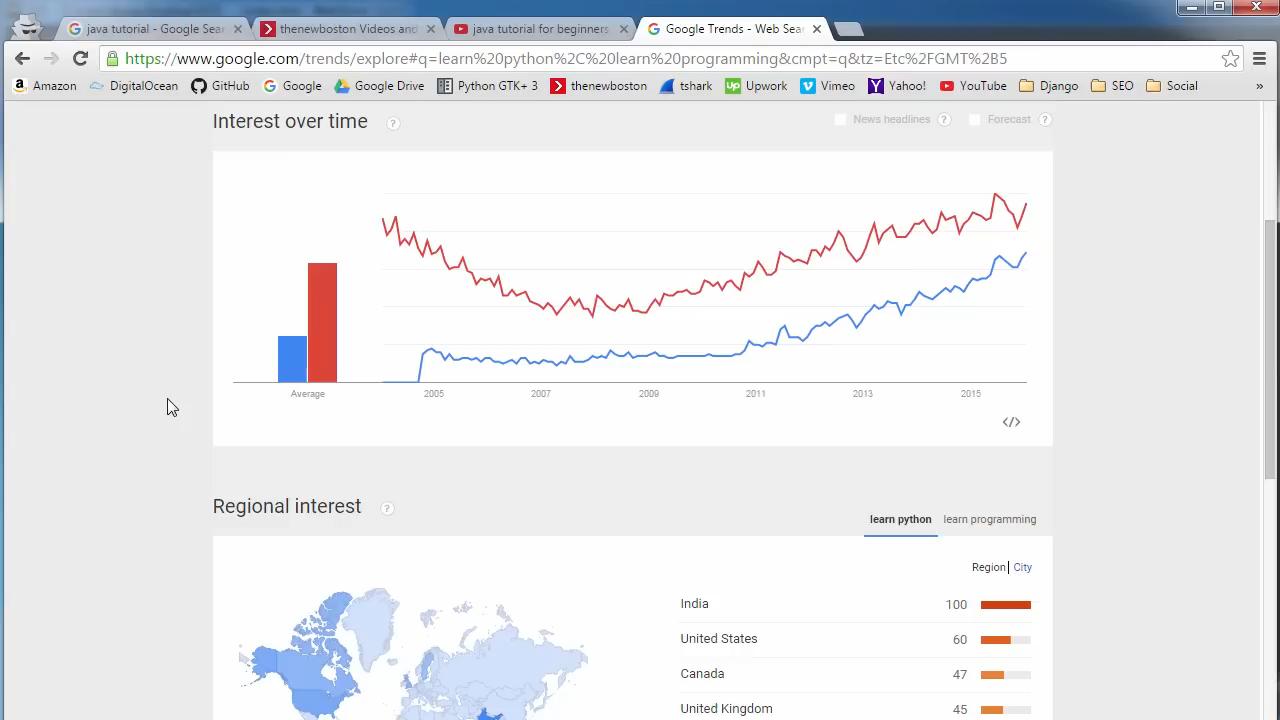 java tutorial - Google Sear
thenewboston Videos and
java tutorial for beginners
Google Trends - Web Sear
https://www.google.com/trends/explore#q=learn%20python%2C%20learn%20programming&cmpt=q&tz=Etc%2FGMT%2B5
Amazon DigitalOcean GitHub Google Google Drive Python GTK+ 3 thenewboston tshark Upwork Vimeo Yahoo! YouTube Django SEO Social »
Interest over time ?
News headlines ? Forecast ?
Average 2005 2007 2009 2011 2013 2015
</>
Regional interest ?
learn python learn programming
Region City
India 100
United States 60
Canada 47
United Kingdom 45